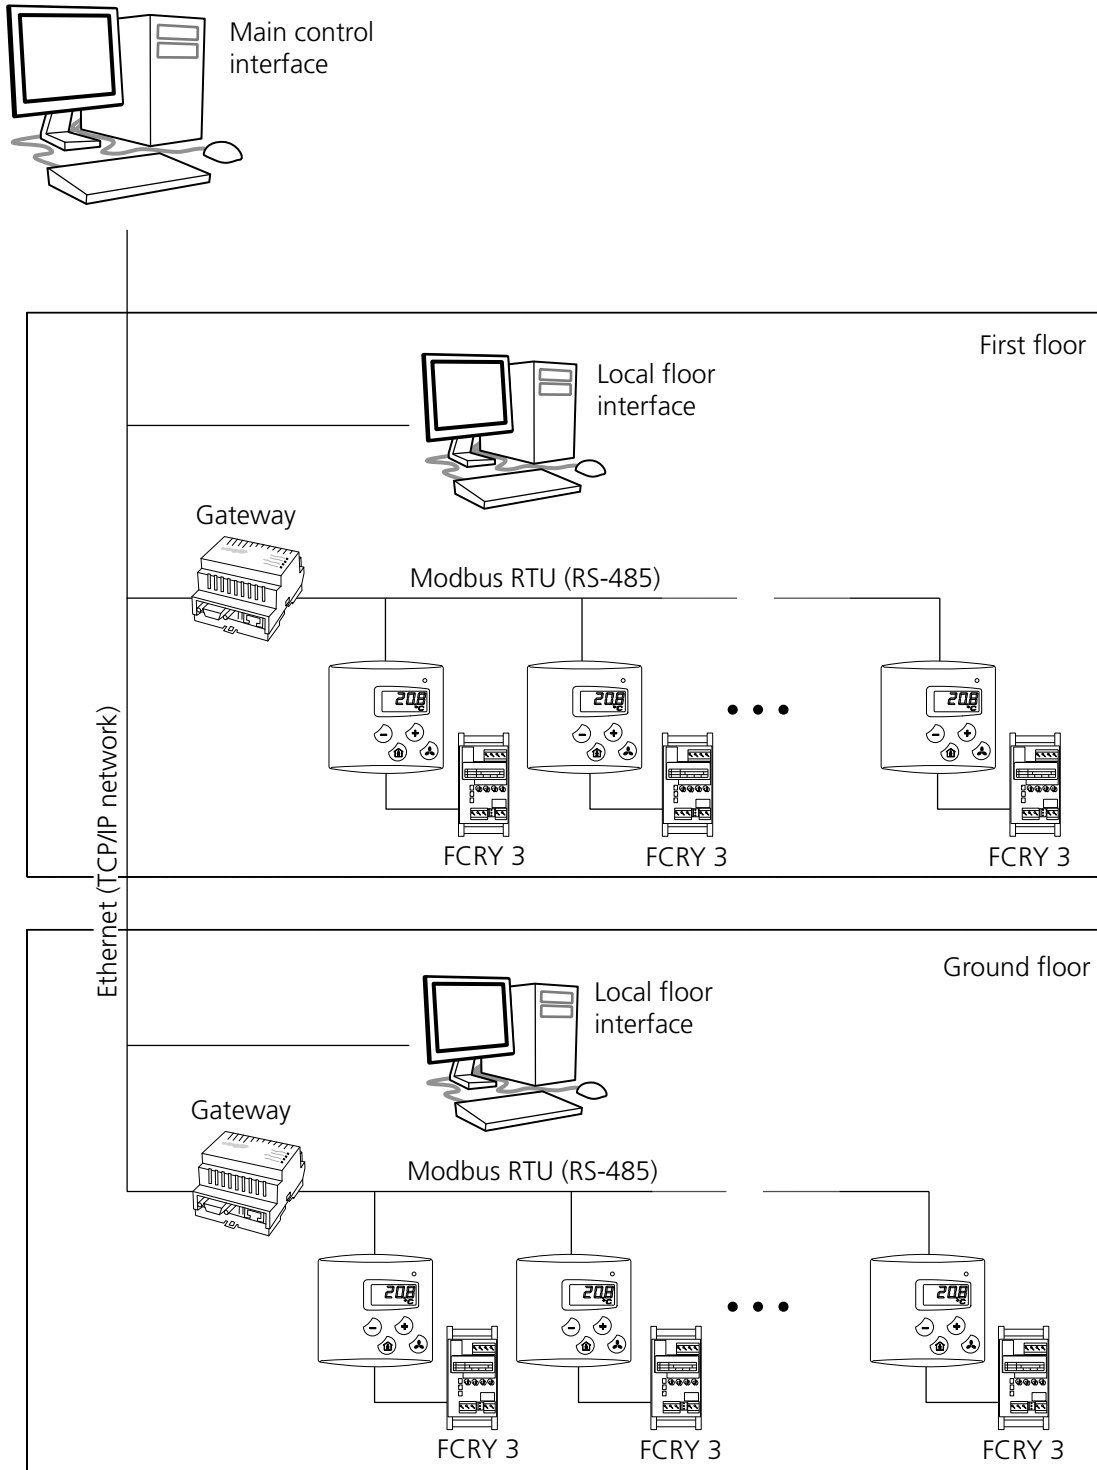 Main control
interface
First floor
Local floor
interface
Gateway
Modbus RTU (RS-485)
20.8
°C
20.8
°C
20.8
°C
FCRY 3
FCRY 3
FCRY 3
Ethernet (TCP/IP network)
Ground floor
Local floor
interface
Gateway
Modbus RTU (RS-485)
20.8
°C
20.8
°C
20.8
°C
FCRY 3
FCRY 3
FCRY 3